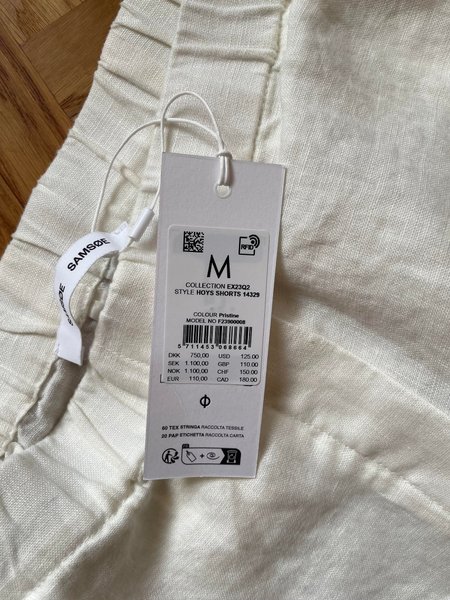 SAMSØE
SAMSØE
RFID
M
COLLECTION EX23Q2
STYLE HOYS SHORTS 14329
COLOUR Pristine
MODEL NO F23900008
5 711453 068664
DKK 750,00 USD 125.00
SEK 1.100,00 GBP 110.00
NOK 1.100,00 CHF 150.00
EUR 110,00 CAD 180.00
60 TEX STRINGA RACCOLTA TESSILE
20 PAP ETICHETTA RACCOLTA CARTA